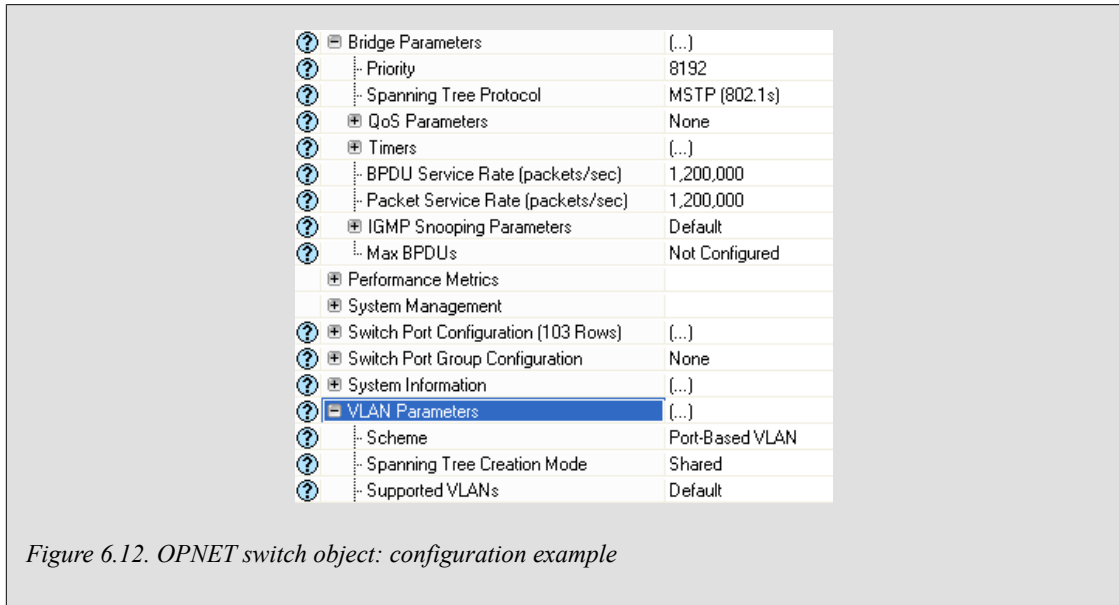 Bridge Parameters (...)
Priority 8192
Spanning Tree Protocol MSTP (802.1s)
QoS Parameters None
Timers (...)
BPDU Service Rate (packets/sec) 1,200,000
Packet Service Rate (packets/sec) 1,200,000
IGMP Snooping Parameters Default
Max BPDUs Not Configured
Performance Metrics
System Management
Switch Port Configuration (103 Rows) (...)
Switch Port Group Configuration None
System Information (...)
VLAN Parameters (...)
Scheme Port-Based VLAN
Spanning Tree Creation Mode Shared
Supported VLANs Default
Figure 6.12. OPNET switch object: configuration example